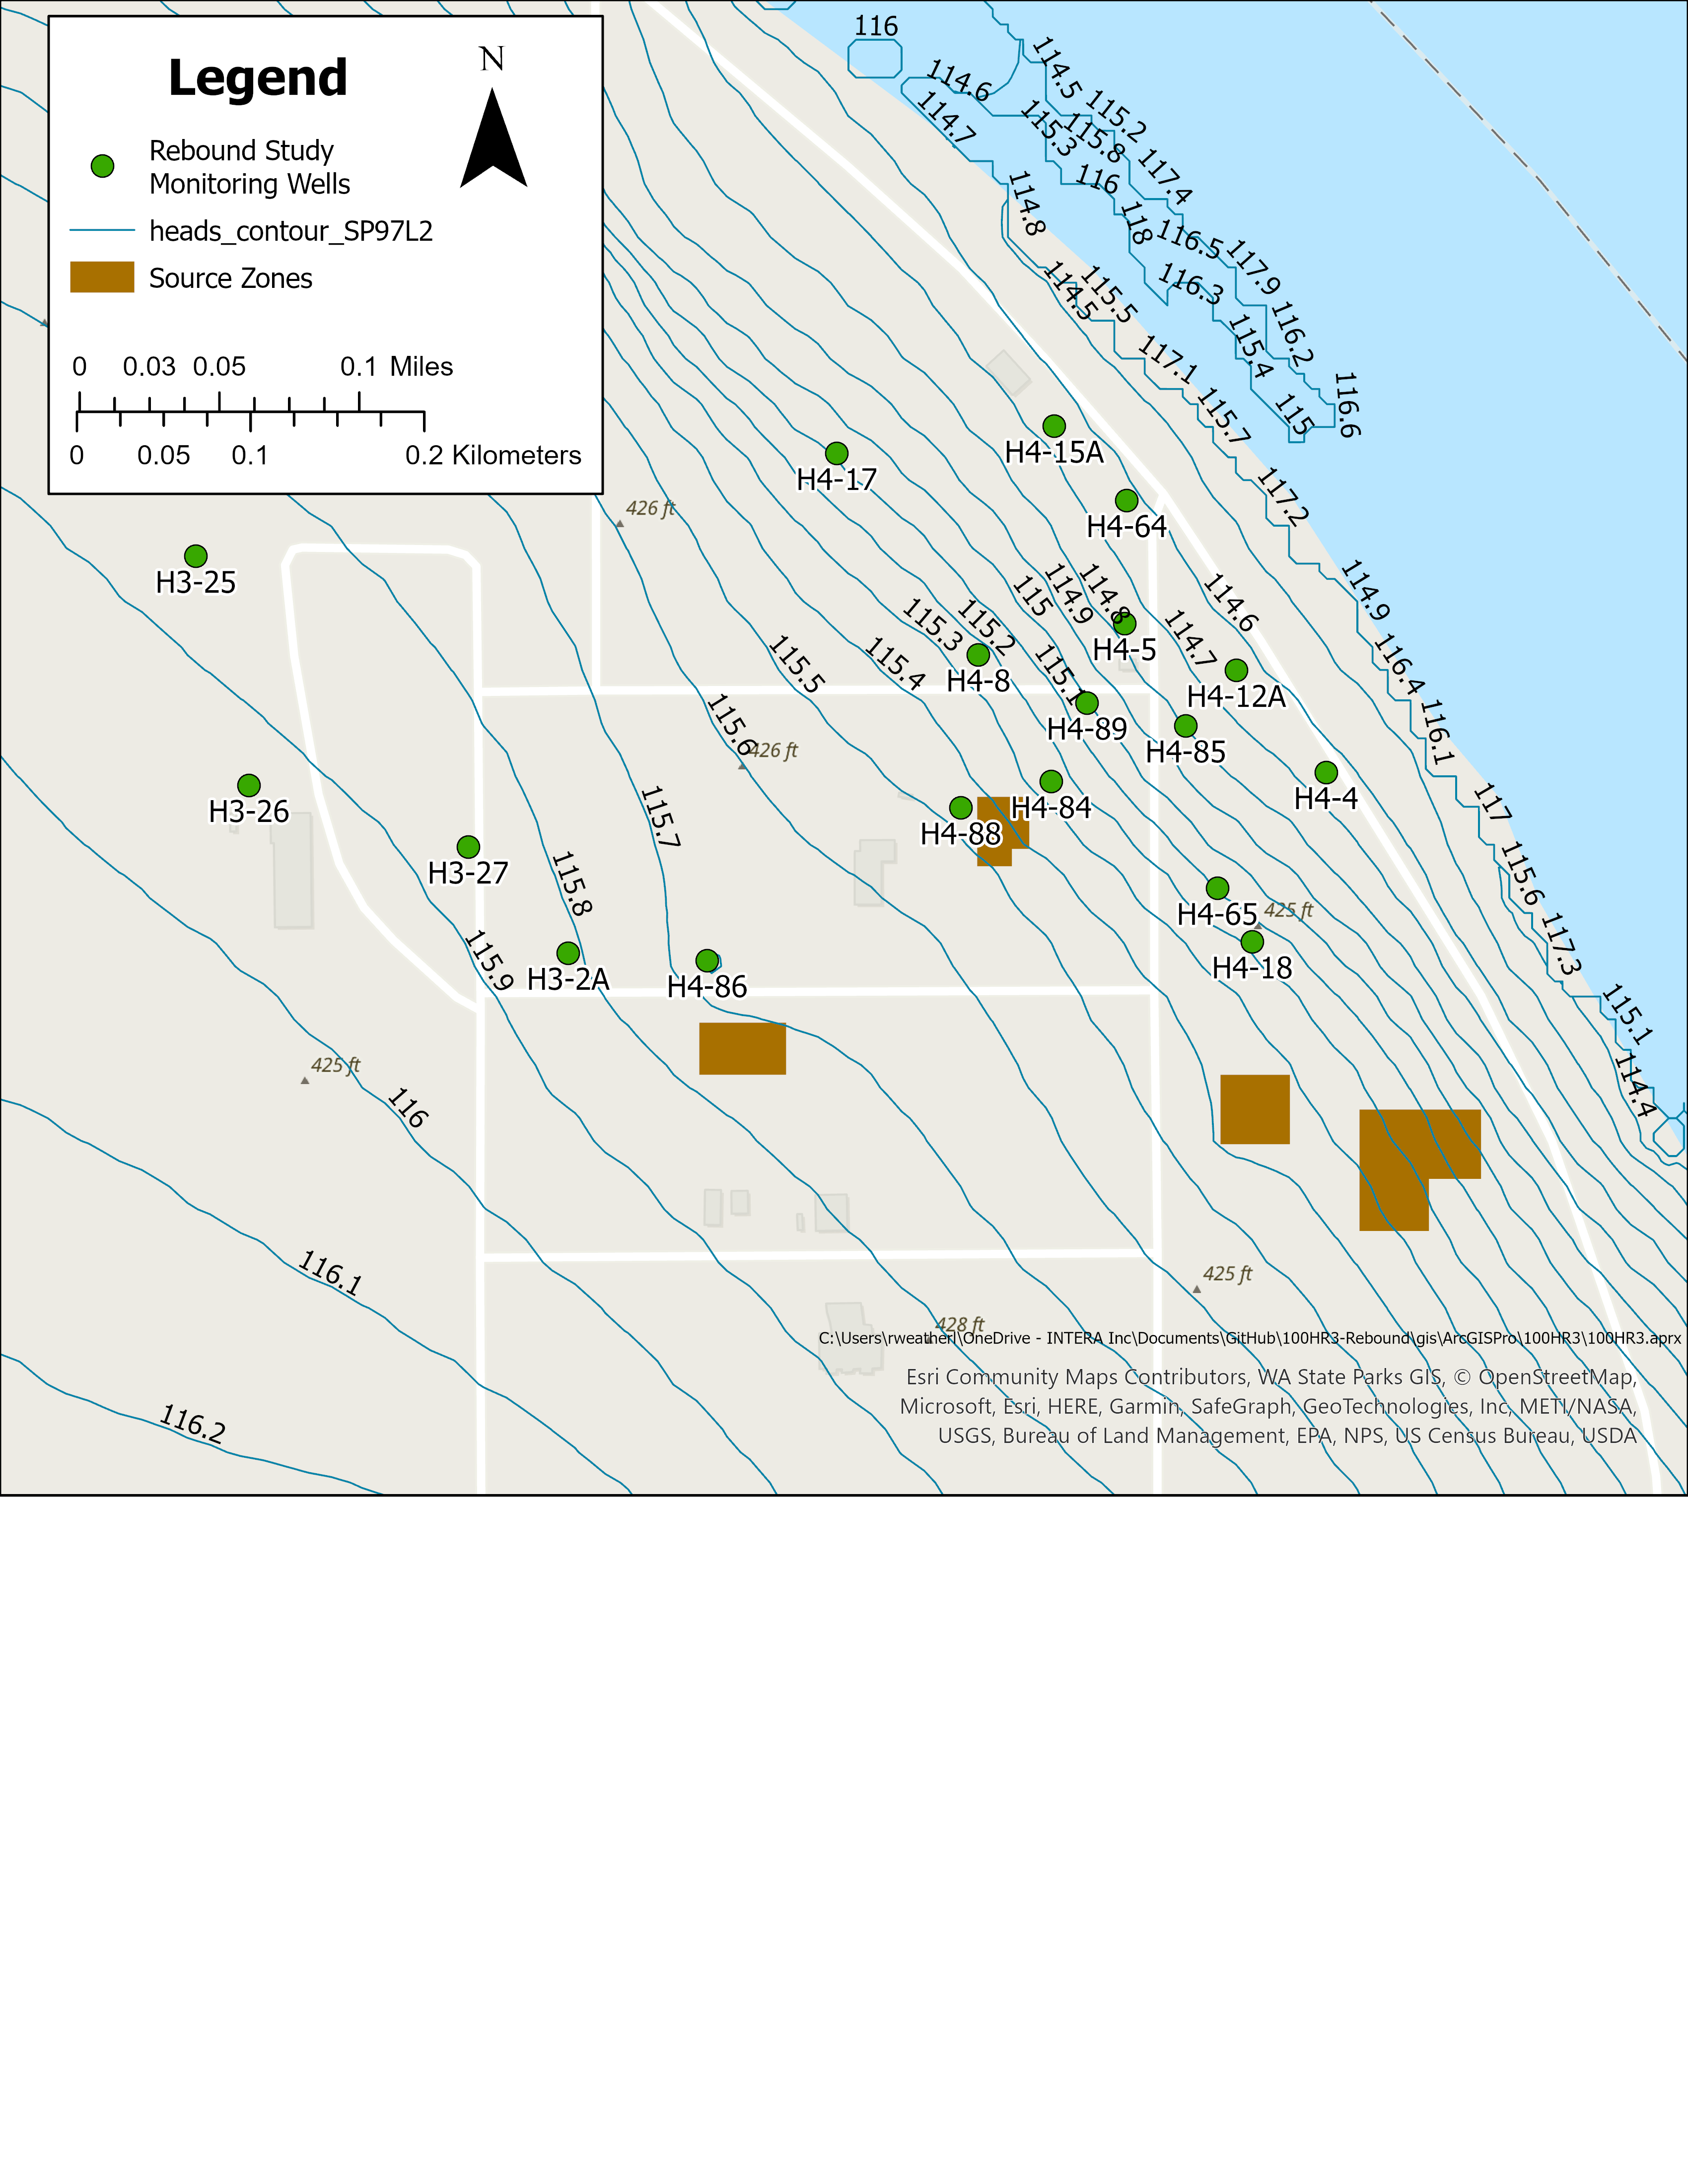 Legend
N
Rebound Study
Monitoring Wells
heads_contour_SP97L2
Source Zones
0 0.03 0.05 0.1 Miles
0 0.05 0.1 0.2 Kilometers
116
114.5
114.6
115.2
114.7
115.3
115.8
117.4
116
114.8
118
116.5
117.9
116.3
114.5
115.5
116.2
115.4
117.1
116.6
115
115.7
H4-15A
H4-17
117.2
426 ft
H4-64
H3-25
114.9
115
114.9
114.8
114.6
115.3
115.2
114.7
H4-5
115.5
115.4
115.1
116.4
H4-8
H4-12A
115.6
426 ft
H4-89
H4-85
116.1
H3-26
115.7
H4-84
H4-4
117
H4-88
H3-27
115.8
115.6
H4-65
425 ft
117.3
115.9
H3-2A
H4-86
H4-18
115.1
425 ft
114.4
116
116.1
425 ft
428 ft
C:\Users\rweatherl\OneDrive - INTERA Inc\Documents\GitHub\100HR3-Rebound\gis\ArcGISPro\100HR3\100HR3.aprx
Esri Community Maps Contributors, WA State Parks GIS, © OpenStreetMap,
Microsoft, Esri, HERE, Garmin, SafeGraph, GeoTechnologies, Inc, METI/NASA,
USGS, Bureau of Land Management, EPA, NPS, US Census Bureau, USDA
116.2